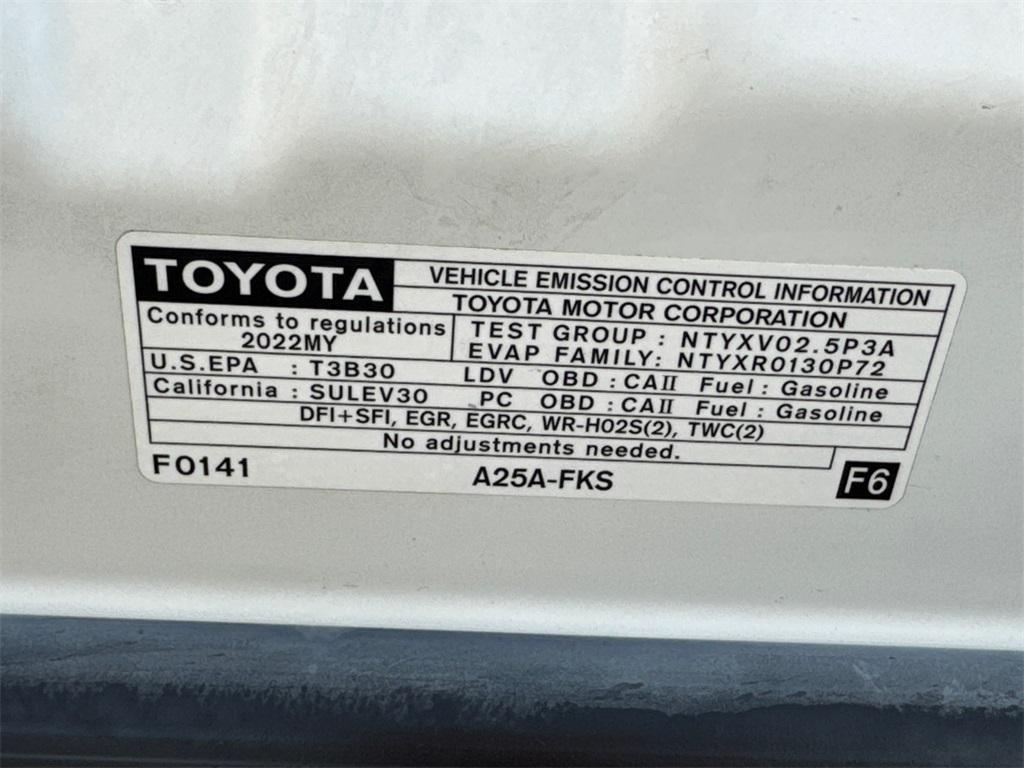 TOYOTA
VEHICLE EMISSION CONTROL INFORMATION
TOYOTA MOTOR CORPORATION
Conforms to regulations
2022MY
TEST GROUP : NTYXV02.5P3A
EVAP FAMILY: NTYXR0130P72
U.S.EPA : T3B30 LDV OBD : CAII Fuel : Gasoline
California : SULEV30 PC OBD : CAII Fuel : Gasoline
DFI+SFI, EGR, EGRC, WR-HO2S(2), TWC(2)
No adjustments needed.
F0141 A25A-FKS F6